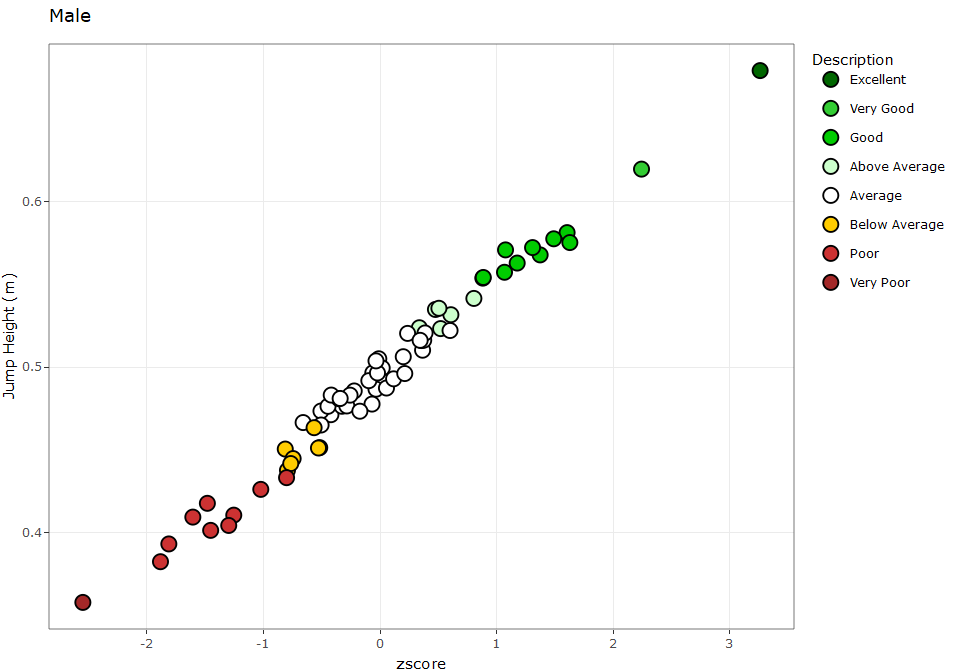 Male
Description
Excellent
Very Good
Good
Above Average
Average
Below Average
Poor
Very Poor
Jump Height (m)
0.6
0.5
0.4
-2 -1 0 1 2 3
zscore